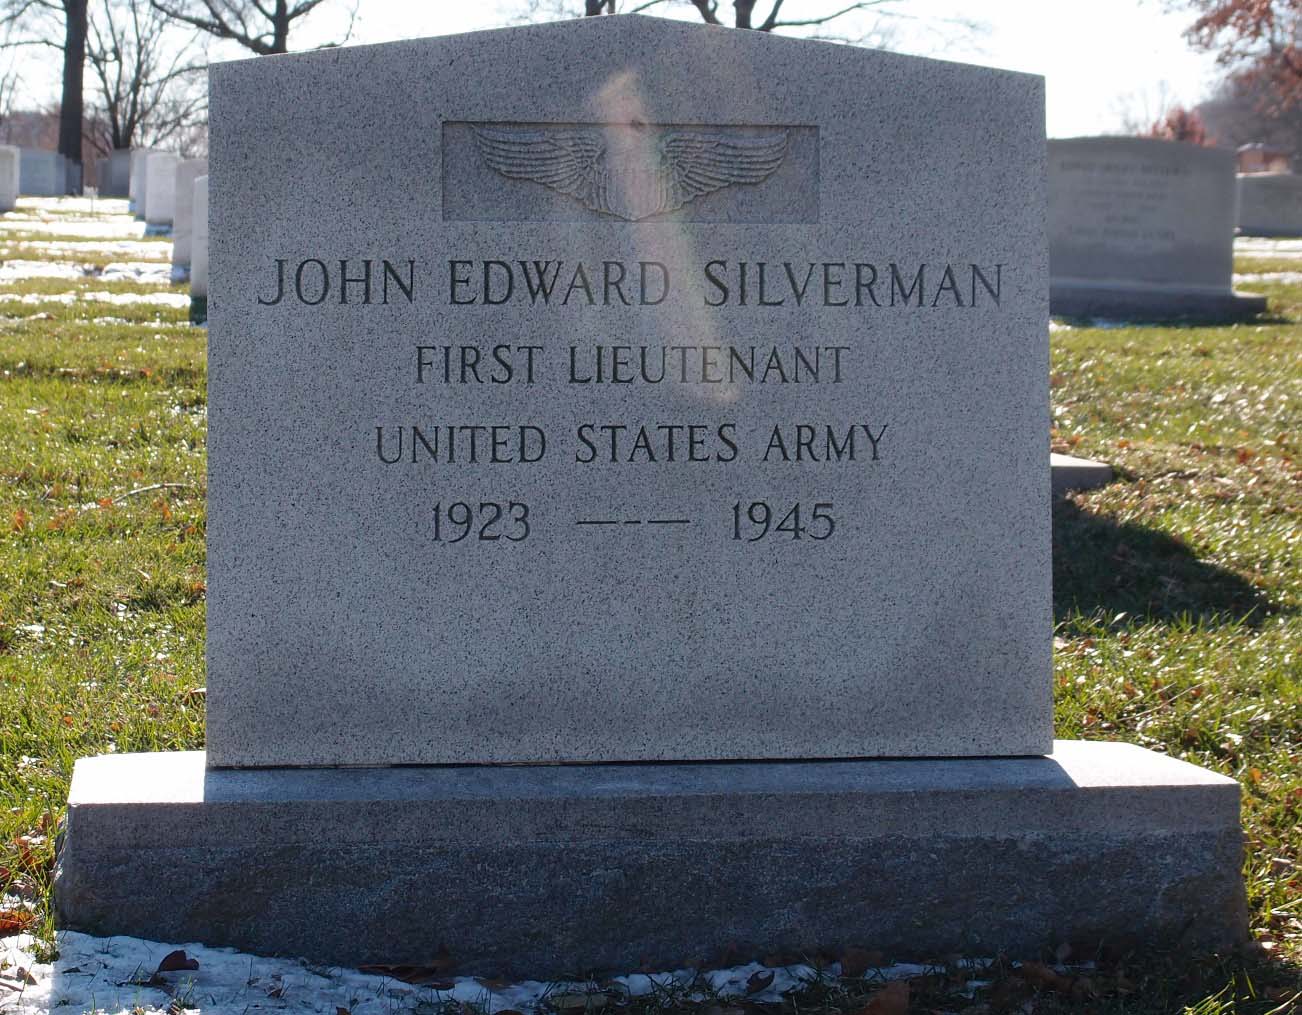 JOHN EDWARD SILVERMAN
FIRST LIEUTENANT
UNITED STATES ARMY
1923 — - — 1945